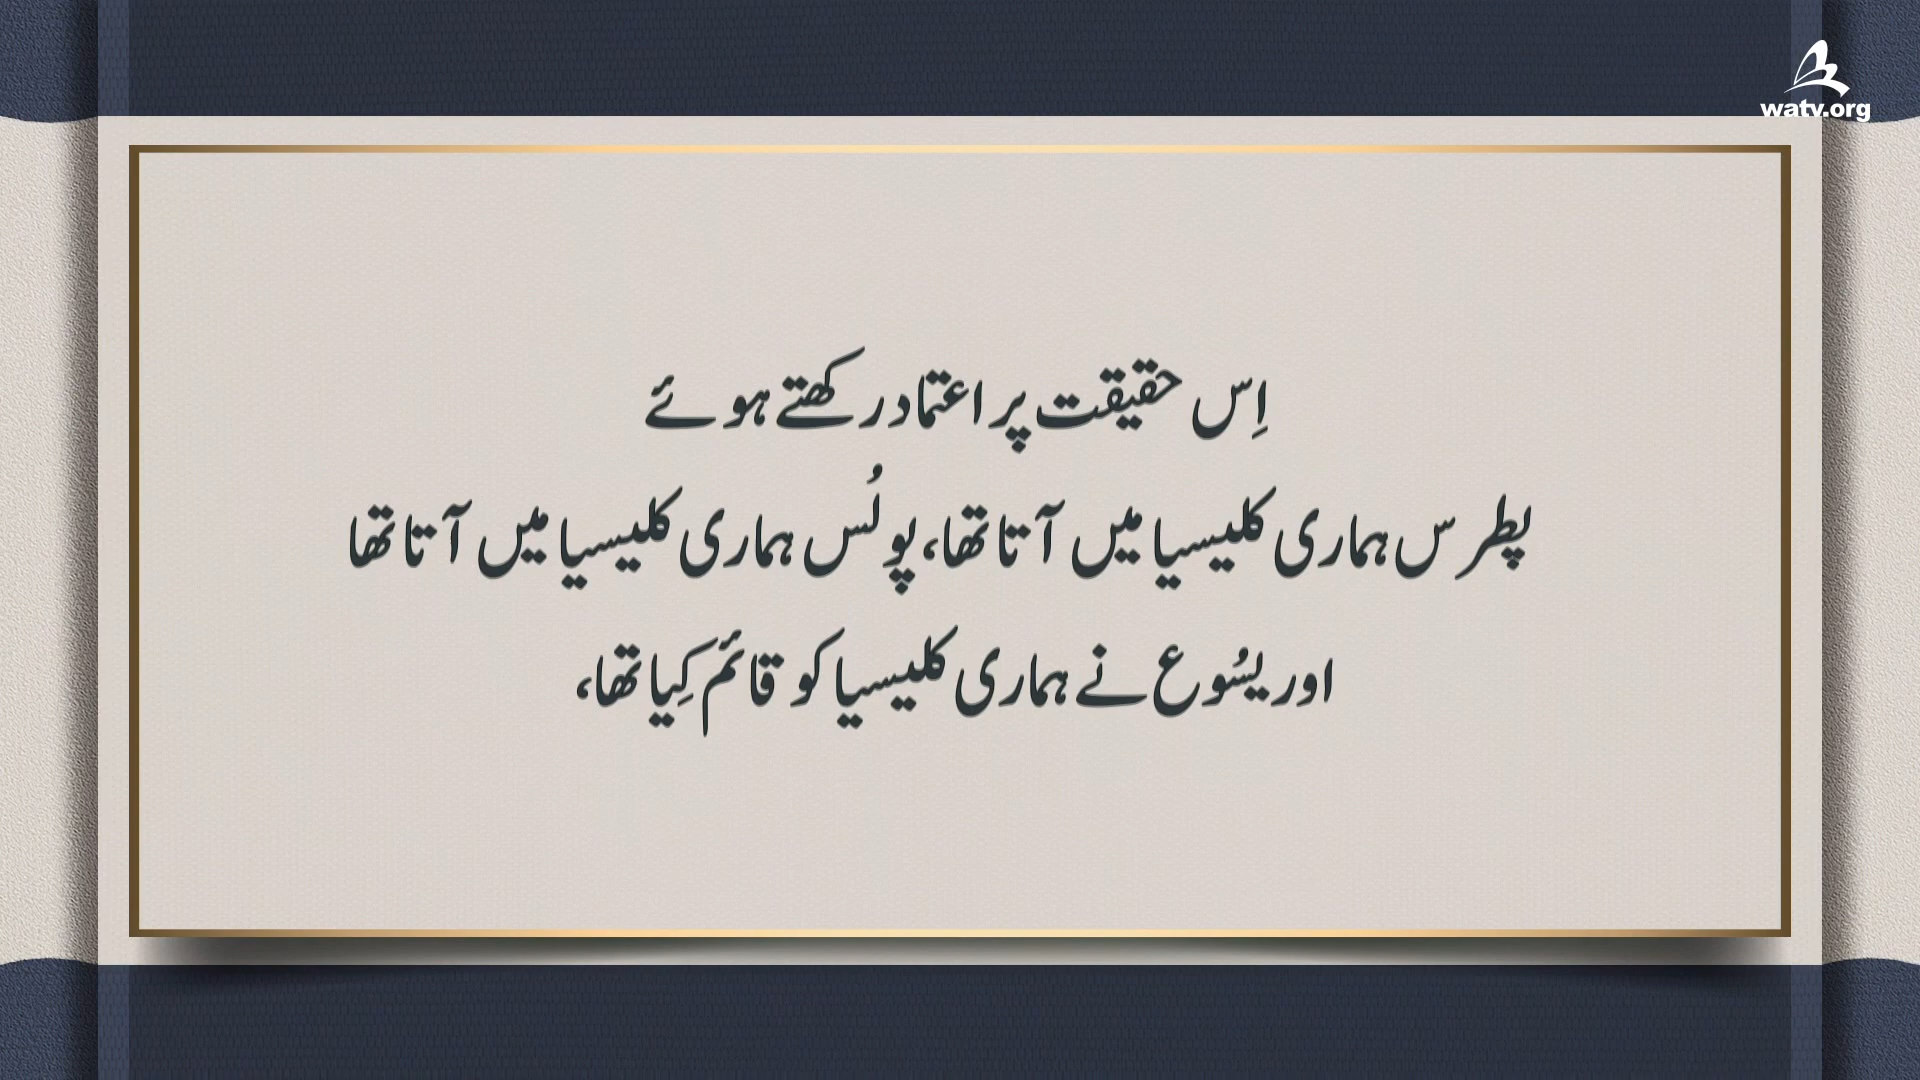 watv.org
اِس حقیقت پر اعتماد رکھتے ہوئے
پطرس ہماری کلیسیا میں آتا تھا، پولُس ہماری کلیسیا میں آتا تھا
اور یسُوع نے ہماری کلیسیا کو قائم کِیا تھا،